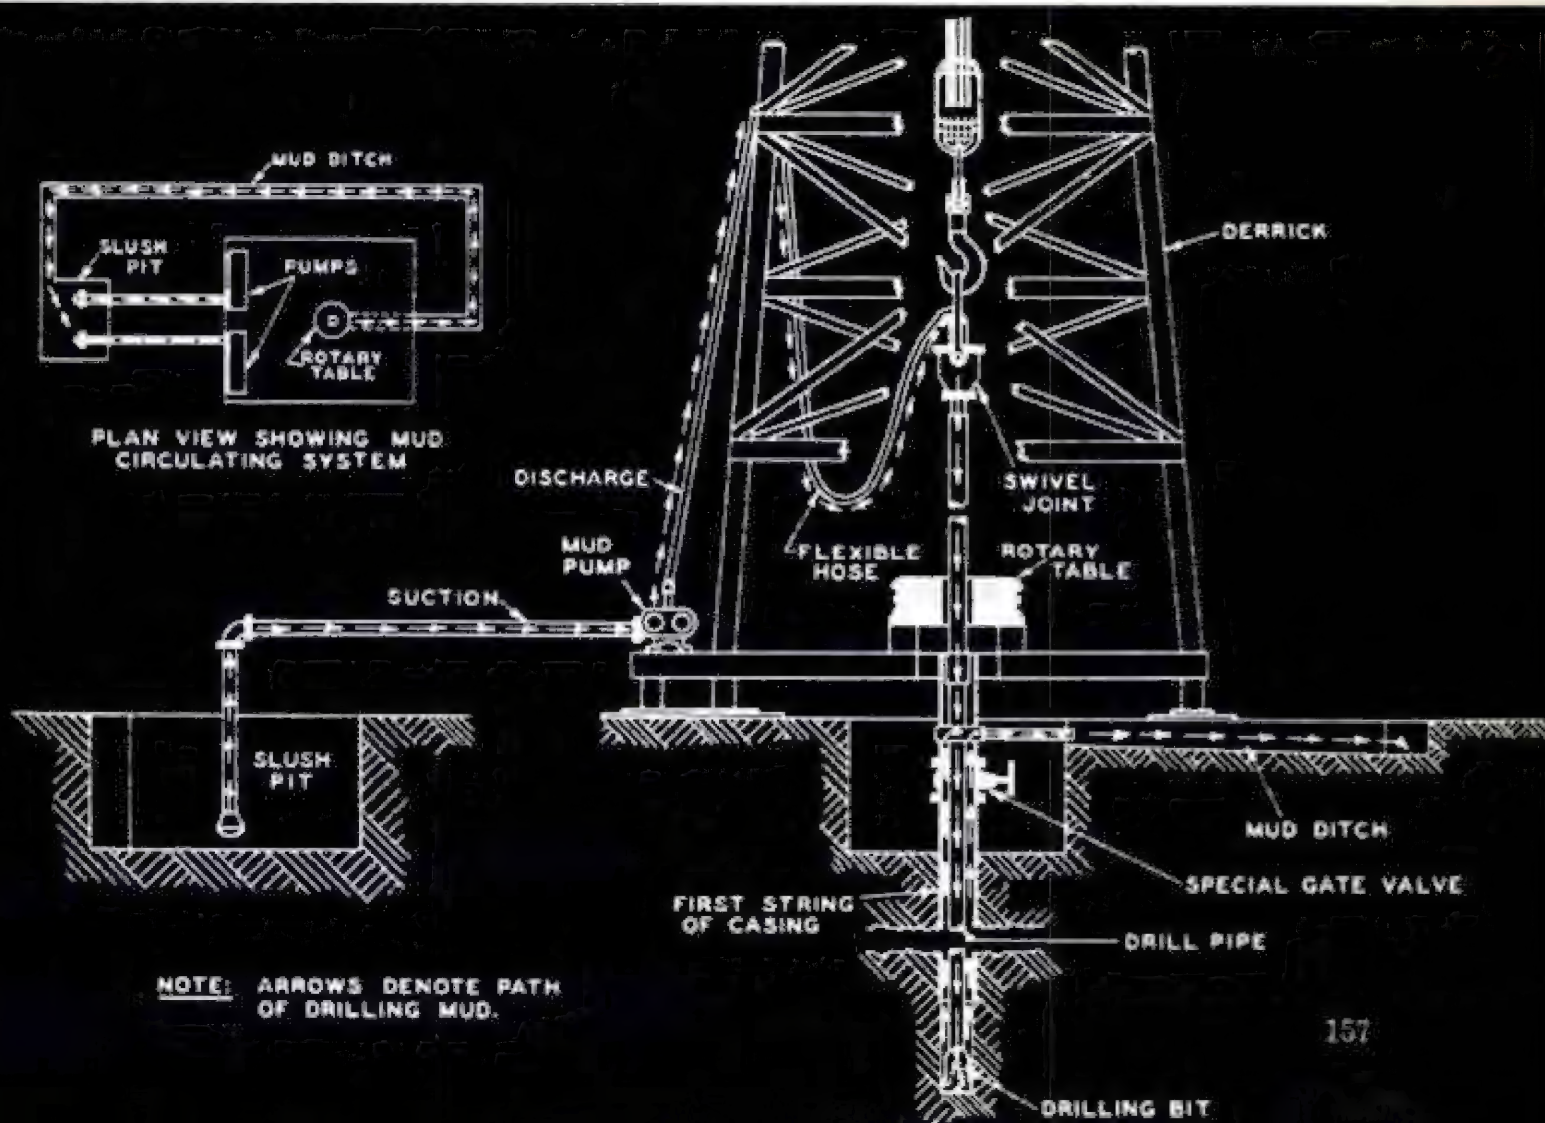 MUD DITCH
SLUSH
PIT
PUMPS
ROTARY
TABLE
PLAN VIEW SHOWING MUD
CIRCULATING SYSTEM
DERRICK
DISCHARGE
SWIVEL
JOINT
MUD
PUMP
FLEXIBLE
HOSE
ROTARY
TABLE
SUCTION
SLUSH
PIT
MUD DITCH
SPECIAL GATE VALVE
FIRST STRING
OF CASING
DRILL PIPE
NOTE: ARROWS DENOTE PATH
OF DRILLING MUD.
157
DRILLING BIT